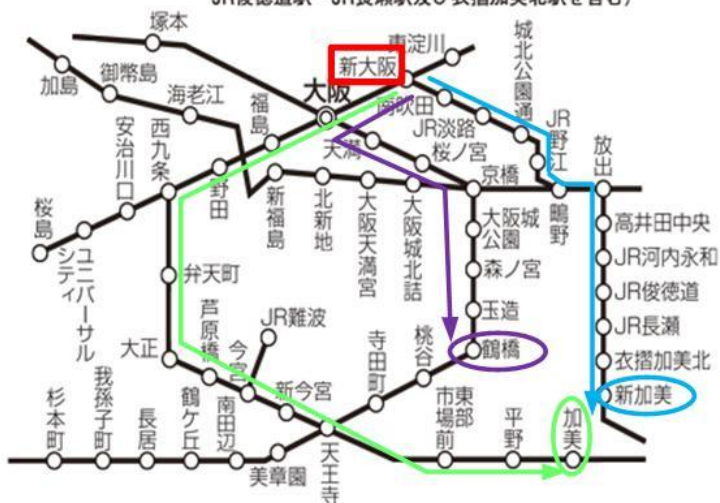 JR俊徳道駅 JR長瀬駅及び衣摺加美北駅を含む)
塚本
加島
御幣島
海老江
新大阪
東淀川
城北公園通
大阪
南吹田
JR淡路
JR野江
福島
天満
桜ノ宮
安治川口
西九条
野田
新福島
北新地
大阪天満宮
大阪城北詰
京橋
鴫野
放出
桜島
ユニバーサルシティ
弁天町
大阪城公園
森ノ宮
玉造
鶴橋
高井田中央
JR河内永和
JR俊徳道
JR長瀬
衣摺加美北
新加美
大正
芦原橋
今宮
JR難波
新今宮
寺田町
桃谷
杉本町
我孫子町
長居
鶴ケ丘
南田辺
美章園
天王寺
東部市場前
平野
加美